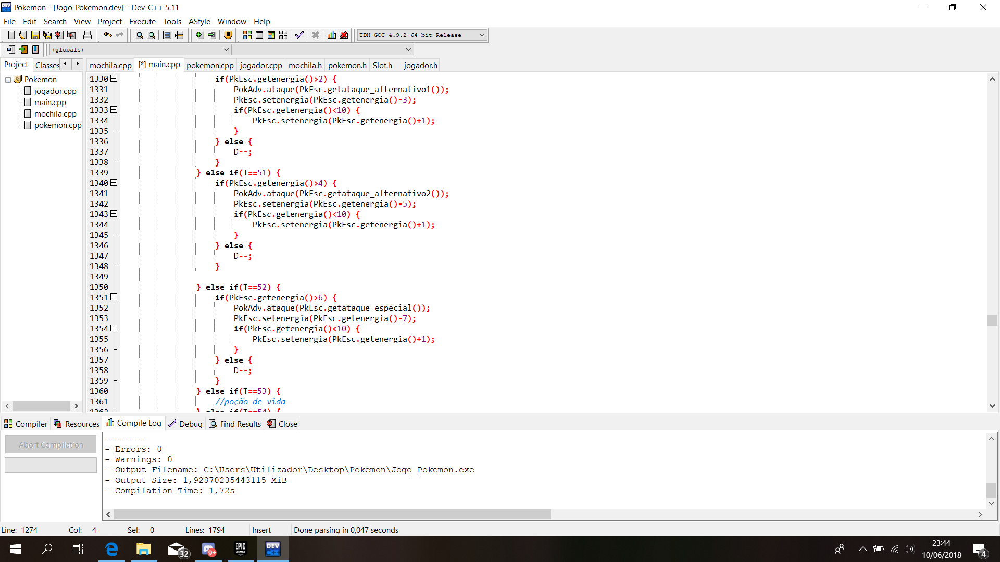 Pokemon - [Jogo_Pokemon.dev] - Dev-C++ 5.11
File Edit Search View Project Execute Tools AStyle Window Help
TDM-GCC 4.9.2 64-bit Release
(globals)
Project Classes mochila.cpp [*] main.cpp pokemon.cpp jogador.cpp mochila.h pokemon.h Slot.h jogador.h
Pokemon
jogador.cpp
main.cpp
mochila.cpp
pokemon.cpp
1330 if(PkEsc.getenergia()>2) {
1331 PokAdv.ataque(PkEsc.getataque_alternativo1());
1332 PkEsc.setenergia(PkEsc.getenergia()-3);
1333 if(PkEsc.getenergia()<10) {
1334 PkEsc.setenergia(PkEsc.getenergia()+1);
1335 }
1336 } else {
1337 D--;
1338 }
1339 } else if(T==51) {
1340 if(PkEsc.getenergia()>4) {
1341 PokAdv.ataque(PkEsc.getataque_alternativo2());
1342 PkEsc.setenergia(PkEsc.getenergia()-5);
1343 if(PkEsc.getenergia()<10) {
1344 PkEsc.setenergia(PkEsc.getenergia()+1);
1345 }
1346 } else {
1347 D--;
1348 }
1349
1350 } else if(T==52) {
1351 if(PkEsc.getenergia()>6) {
1352 PokAdv.ataque(PkEsc.getataque_especial());
1353 PkEsc.setenergia(PkEsc.getenergia()-7);
1354 if(PkEsc.getenergia()<10) {
1355 PkEsc.setenergia(PkEsc.getenergia()+1);
1356 }
1357 } else {
1358 D--;
1359 }
1360 } else if(T==53) {
1361 //poção de vida
1362 } else if(T==54) {
Compiler Resources Compile Log Debug Find Results Close
Abort Compilation
--------
- Errors: 0
- Warnings: 0
- Output Filename: C:\Users\Utilizador\Desktop\Pokemon\Jogo_Pokemon.exe
- Output Size: 1,92870235443115 MiB
- Compilation Time: 1,72s
Line: 1274 Col: 4 Sel: 0 Lines: 1794 Insert Done parsing in 0,047 seconds
32 9+ EPIC GAMES DEV C++
23:44
10/06/2018
4